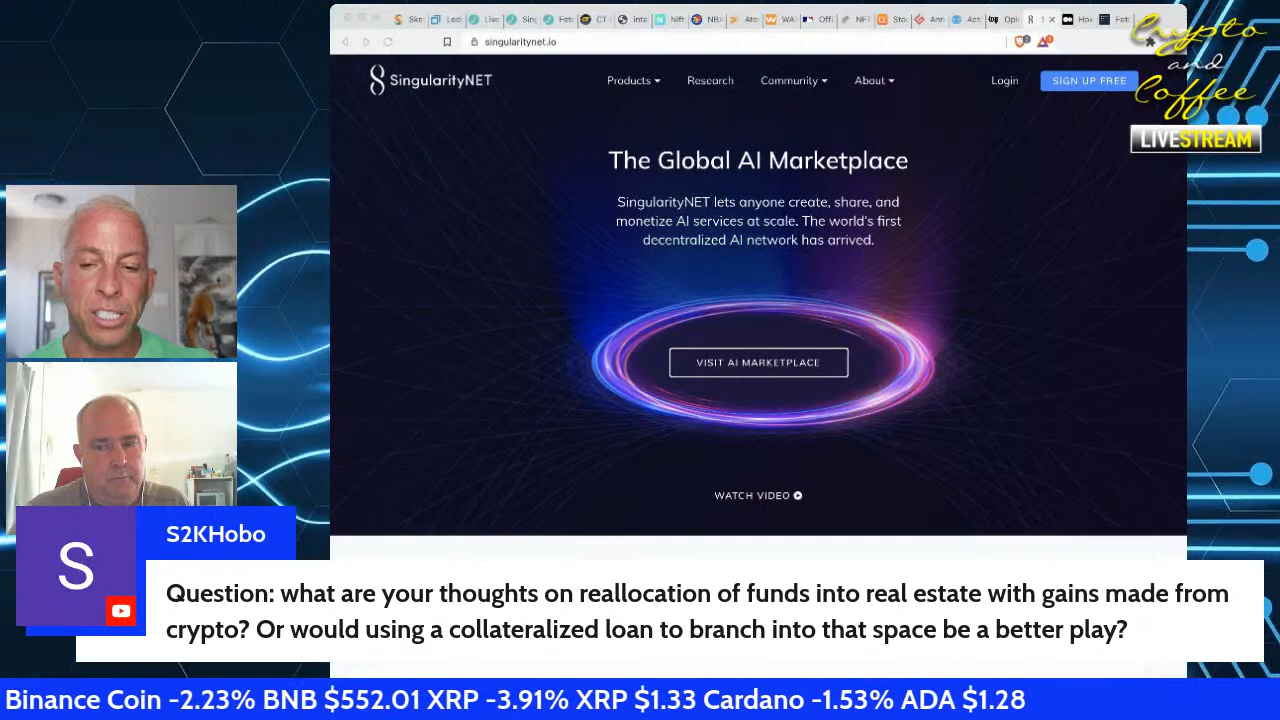 singularitynet.io
Crypto
and
Coffee
LIVESTREAM
SingularityNET
Products
Research
Community
About
Login
SIGN UP FREE
The Global AI Marketplace
SingularityNET lets anyone create, share, and
monetize AI services at scale. The world's first
decentralized AI network has arrived.
VISIT AI MARKETPLACE
WATCH VIDEO
S
S2KHobo
Question: what are your thoughts on reallocation of funds into real estate with gains made from
crypto? Or would using a collateralized loan to branch into that space be a better play?
Binance Coin -2.23% BNB $552.01 XRP -3.91% XRP $1.33 Cardano -1.53% ADA $1.28